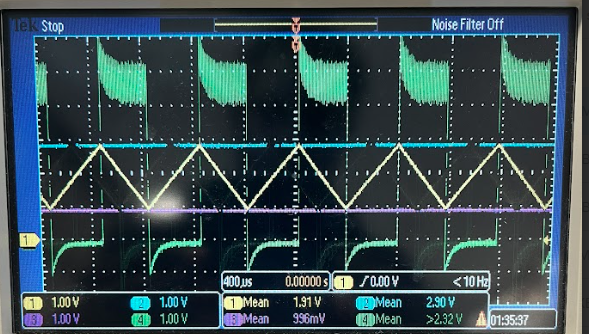 Tek Stop Noise Filter Off
1
400µs 0.00000 s 1 ∫ 0.00 V < 10 Hz
1 1.00 V 2 1.00 V 1 Mean 1.91 V 2 Mean 2.90 V
3 1.00 V 4 1.00 V 3 Mean 996mV 4 Mean >2.32 V 01:35:37